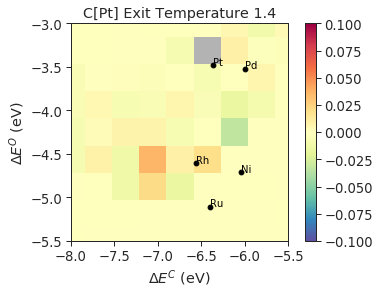 C[Pt] Exit Temperature 1.4
−3.0
−3.5
−4.0
−4.5
−5.0
−5.5
ΔE^O (eV)
Pt
Pd
Rh
Ni
Ru
−8.0 −7.5 −7.0 −6.5 −6.0 −5.5
ΔE^C (eV)
0.100
0.075
0.050
0.025
0.000
−0.025
−0.050
−0.075
−0.100